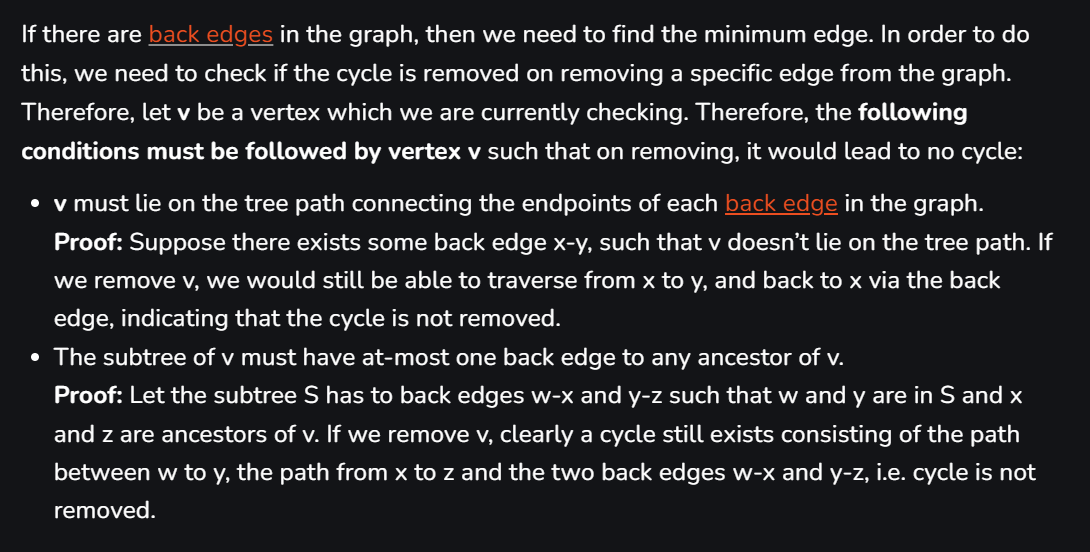 If there are back edges in the graph, then we need to find the minimum edge. In order to do
this, we need to check if the cycle is removed on removing a specific edge from the graph.
Therefore, let v be a vertex which we are currently checking. Therefore, the following
conditions must be followed by vertex v such that on removing, it would lead to no cycle:
• v must lie on the tree path connecting the endpoints of each back edge in the graph.
Proof: Suppose there exists some back edge x-y, such that v doesn’t lie on the tree path. If
we remove v, we would still be able to traverse from x to y, and back to x via the back
edge, indicating that the cycle is not removed.
• The subtree of v must have at-most one back edge to any ancestor of v.
Proof: Let the subtree S has to back edges w-x and y-z such that w and y are in S and x
and z are ancestors of v. If we remove v, clearly a cycle still exists consisting of the path
between w to y, the path from x to z and the two back edges w-x and y-z, i.e. cycle is not
removed.